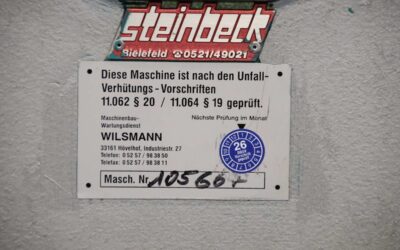 steinbeck
Bielefeld ☎0521/49021
Diese Maschine ist nach den Unfall-
Verhütungs-Vorschriften
11.062 § 20 / 11.064 § 19 geprüft.
Maschinenbau-
Wartungsdienst
Nächste Prüfung im Monat
WILSMANN
33161 Hövelhof, Industriestr. 27
Telefon: 0 52 57 / 98 38 50
Telefax: 0 52 57 / 98 38 11
26
Masch. Nr.